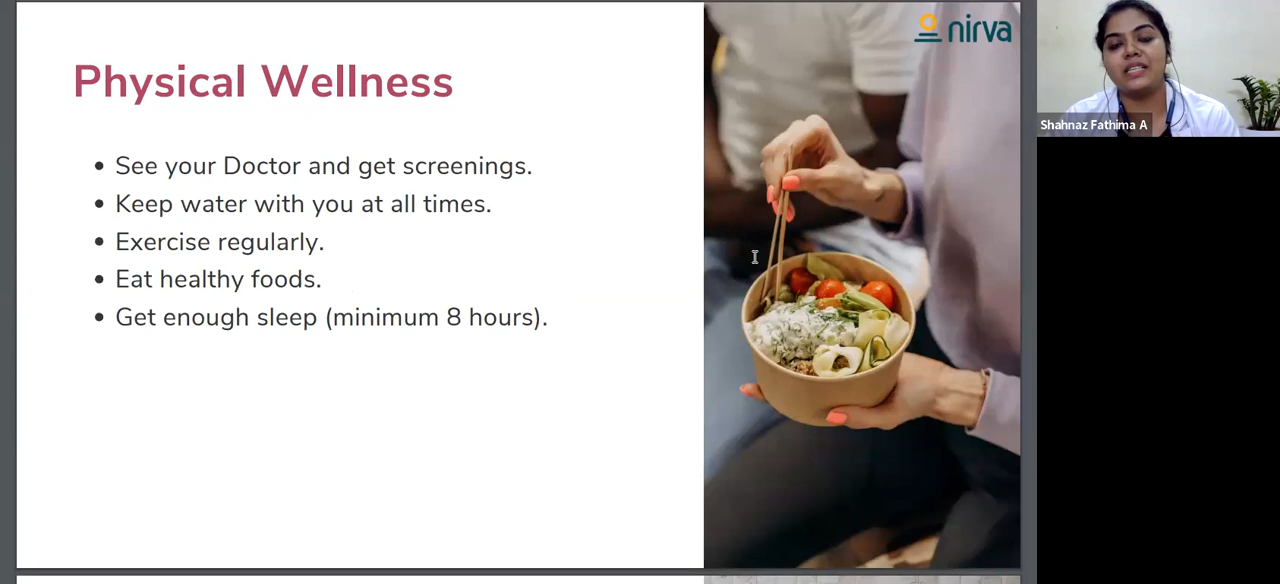 nirva
Physical Wellness
See your Doctor and get screenings.
Keep water with you at all times.
Exercise regularly.
Eat healthy foods.
Get enough sleep (minimum 8 hours).
Shahnaz Fathima A